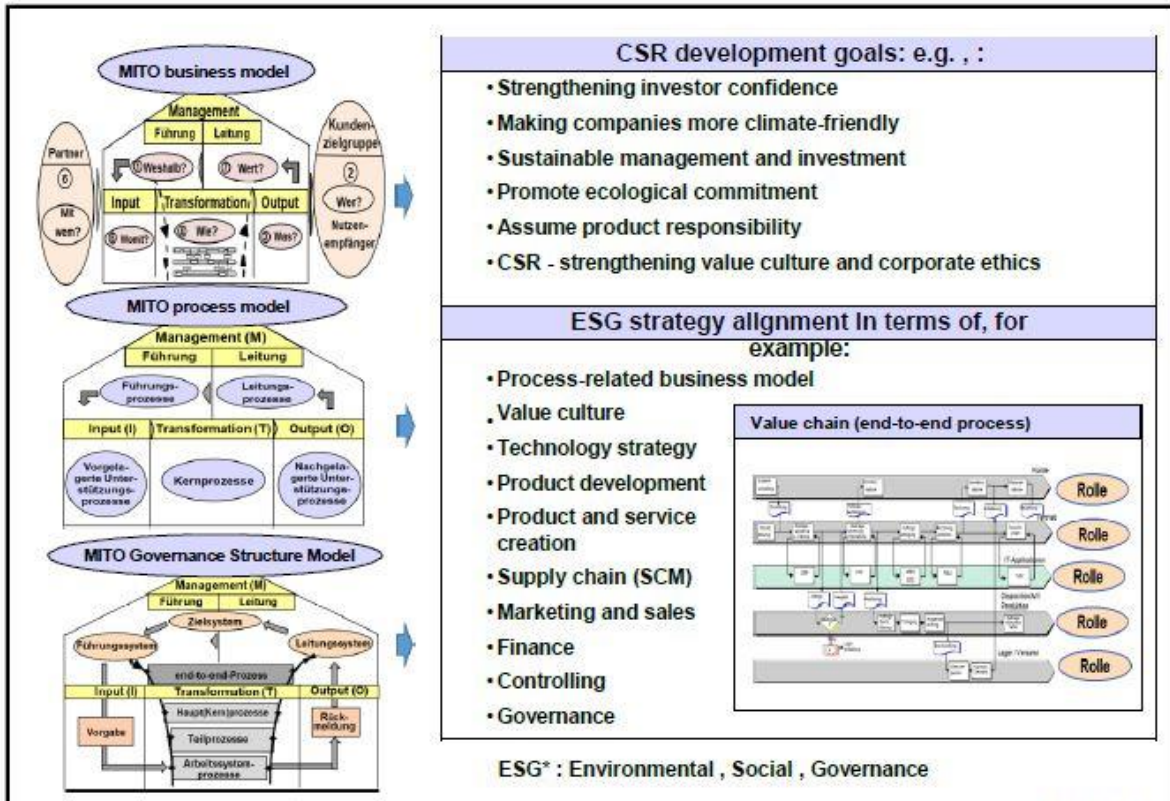 MITO business model
Management
Führung Leitung
Partner
⑥
Mit
wem?
Kunden-
zielgruppe
②
Wer?
Nutzen-
empfänger
Weshalb?
Wert?
Input Transformation Output
Womit?
Wie?
Was?
MITO process model
Management (M)
Führung Leitung
Führungs-
prozesse
Leitungs-
prozesse
Input (I) Transformation (T) Output (O)
Vorgela-
gerte Unter-
stützungs-
prozesse
Kernprozesse
Nachgela-
gerte Unter-
stützungs-
prozesse
MITO Governance Structure Model
Management (M)
Führung Leitung
Zielsystem
Führungssystem
Leitungssystem
end-to-end-Prozess
Input (I) Transformation (T) Output (O)
Haupt(Kern)prozesse
Vorgabe
Rück-
meldung
Teilprozesse
Arbeitssystem-
prozesse
CSR development goals: e.g. , :
• Strengthening investor confidence
• Making companies more climate-friendly
• Sustainable management and investment
• Promote ecological commitment
• Assume product responsibility
• CSR - strengthening value culture and corporate ethics
ESG strategy alignment in terms of, for
example:
• Process-related business model
• Value culture
• Technology strategy
• Product development
• Product and service
creation
• Supply chain (SCM)
• Marketing and sales
• Finance
• Controlling
• Governance
Value chain (end-to-end process)
Rolle
Rolle
IT-Applikationen
Rolle
Rolle
Lager / Versand
Rolle
ESG* : Environmental , Social , Governance